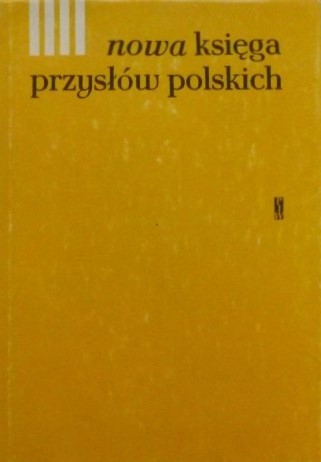 nowa księga
przysłów polskich